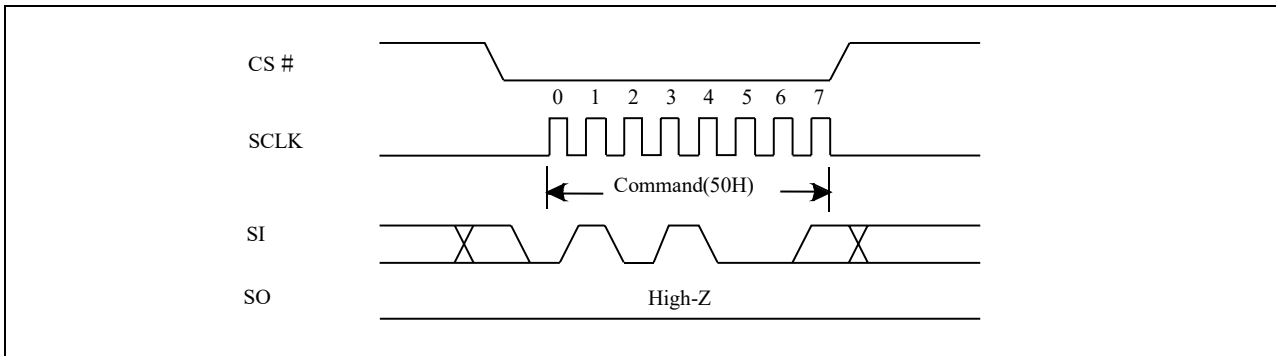 CS #
0 1 2 3 4 5 6 7
SCLK
Command(50H)
SI
SO
High-Z